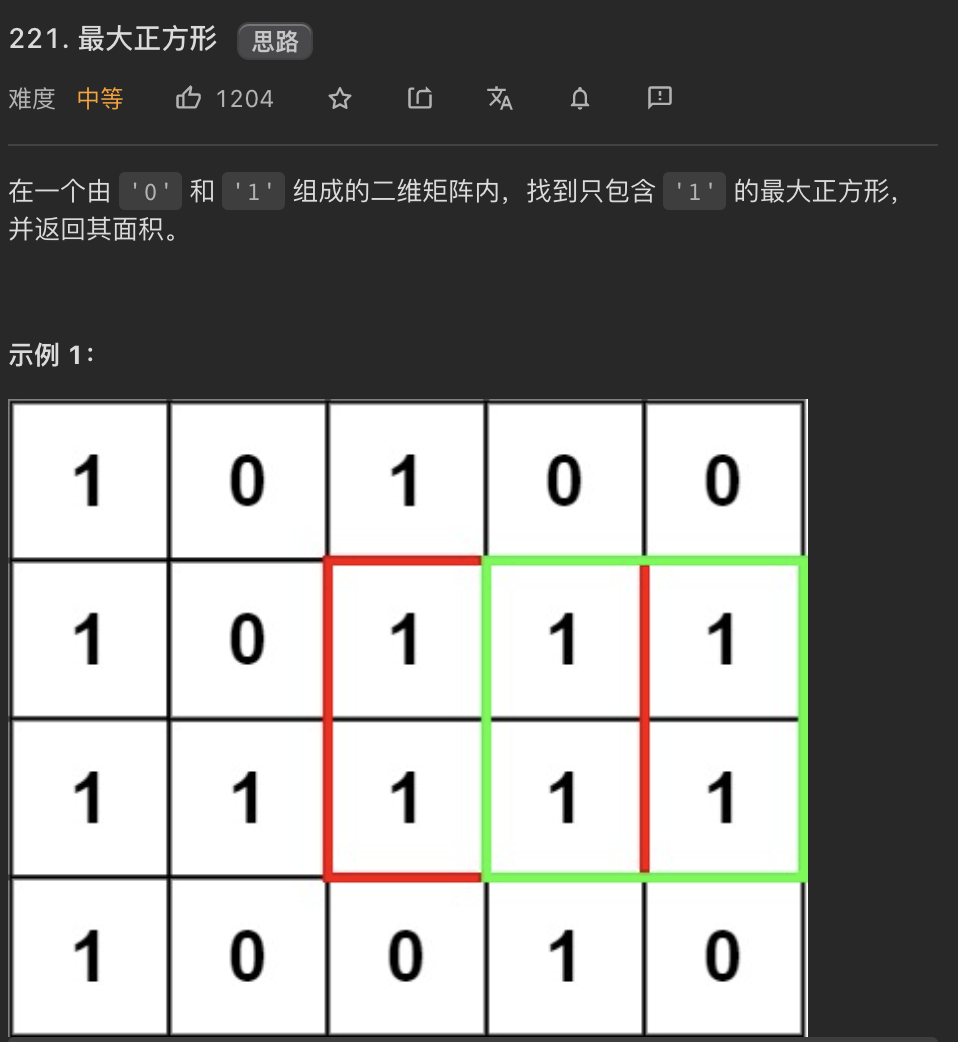 221. 最大正方形 思路
难度 中等 1204
在一个由 '0' 和 '1' 组成的二维矩阵内，找到只包含 '1' 的最大正方形，
并返回其面积。
示例 1：
1 0 1 0 0
1 0 1 1 1
1 1 1 1 1
1 0 0 1 0